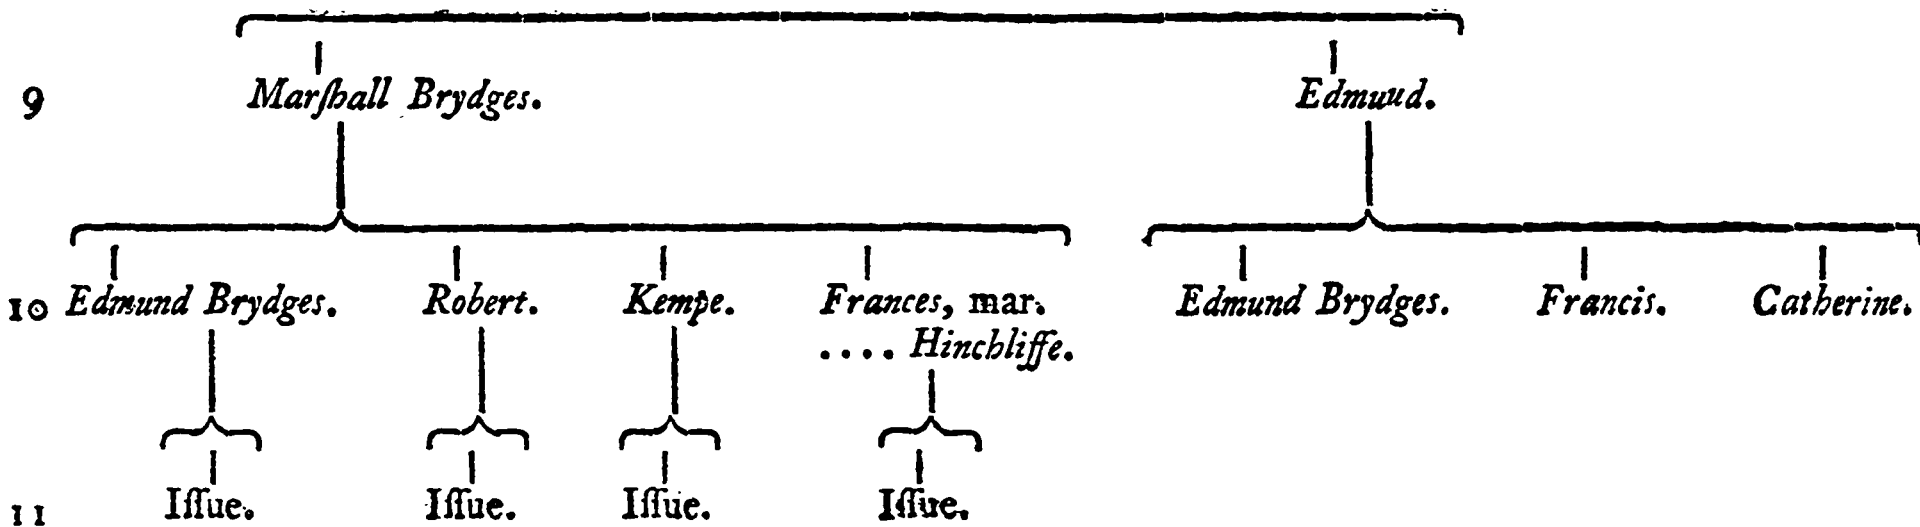 9 Marſhall Brydges. Edmuud.
10 Edmund Brydges. Robert. Kempe. Frances, mar. Edmund Brydges. Francis. Catherine.
.... Hinchliffe.
11 Iſſue. Iſſue. Iſſue. Iſſue.